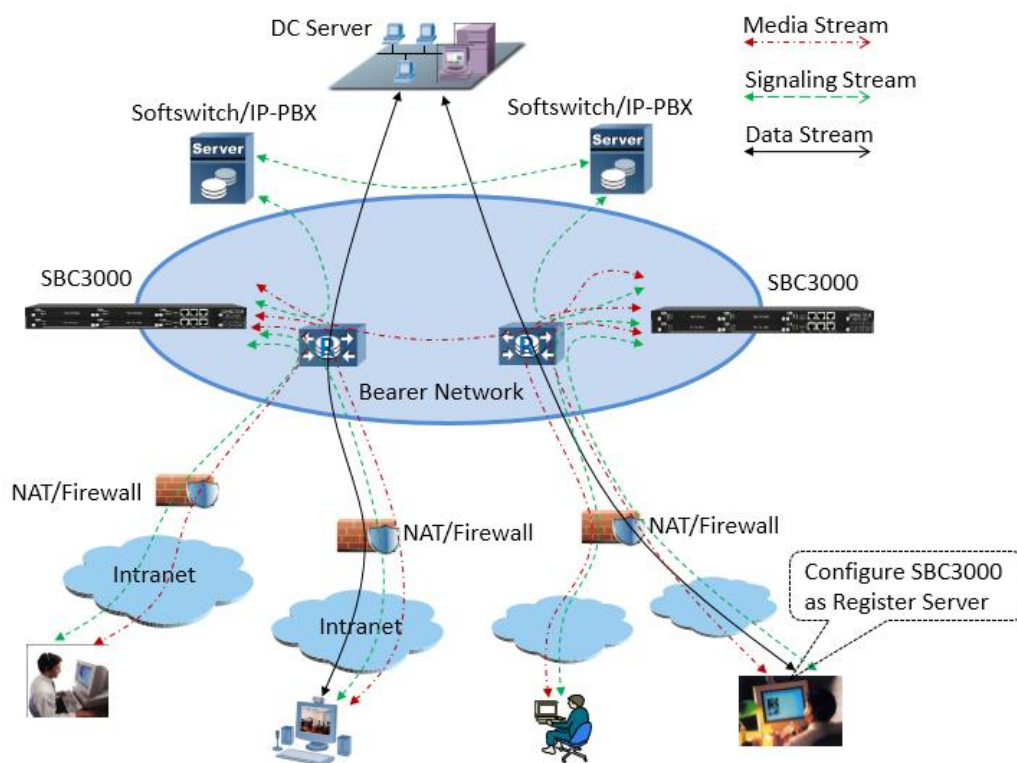 DC Server
Media Stream
Signaling Stream
Data Stream
Softswitch/IP-PBX
Softswitch/IP-PBX
Server
Server
SBC3000
SBC3000
R
R
Bearer Network
NAT/Firewall
NAT/Firewall
NAT/Firewall
Intranet
Intranet
Configure SBC3000
as Register Server